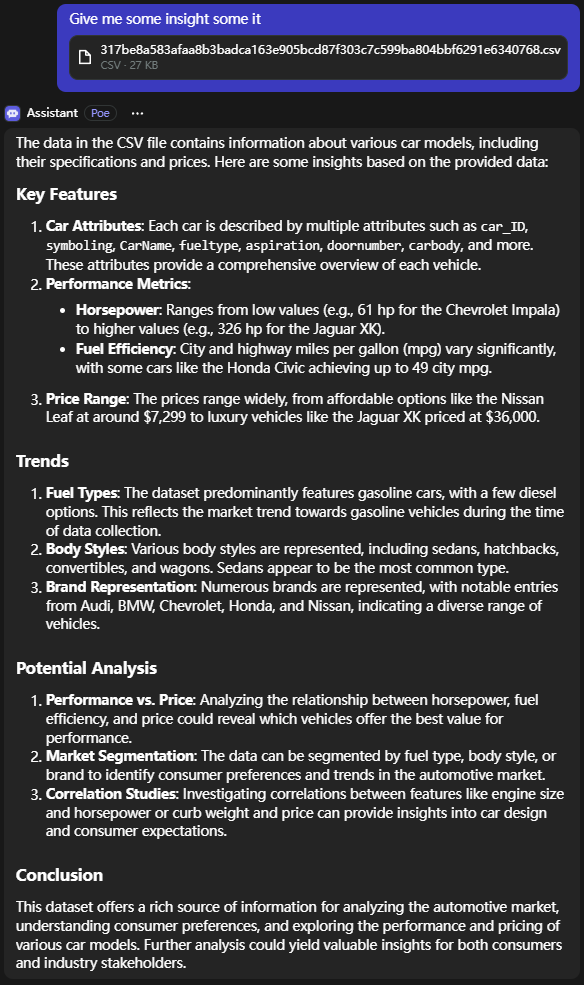 Give me some insight some it
317be8a583afaa8b3badca163e905bcd87f303c7c599ba804bbf6291e6340768.csv
CSV · 27 KB
Assistant Poe ···
The data in the CSV file contains information about various car models, including
their specifications and prices. Here are some insights based on the provided data:
Key Features
1. Car Attributes: Each car is described by multiple attributes such as car_ID,
symboling, CarName, fueltype, aspiration, doornumber, carbody, and more.
These attributes provide a comprehensive overview of each vehicle.
2. Performance Metrics:
• Horsepower: Ranges from low values (e.g., 61 hp for the Chevrolet Impala)
to higher values (e.g., 326 hp for the Jaguar XK).
• Fuel Efficiency: City and highway miles per gallon (mpg) vary significantly,
with some cars like the Honda Civic achieving up to 49 city mpg.
3. Price Range: The prices range widely, from affordable options like the Nissan
Leaf at around $7,299 to luxury vehicles like the Jaguar XK priced at $36,000.
Trends
1. Fuel Types: The dataset predominantly features gasoline cars, with a few diesel
options. This reflects the market trend towards gasoline vehicles during the time
of data collection.
2. Body Styles: Various body styles are represented, including sedans, hatchbacks,
convertibles, and wagons. Sedans appear to be the most common type.
3. Brand Representation: Numerous brands are represented, with notable entries
from Audi, BMW, Chevrolet, Honda, and Nissan, indicating a diverse range of
vehicles.
Potential Analysis
1. Performance vs. Price: Analyzing the relationship between horsepower, fuel
efficiency, and price could reveal which vehicles offer the best value for
performance.
2. Market Segmentation: The data can be segmented by fuel type, body style, or
brand to identify consumer preferences and trends in the automotive market.
3. Correlation Studies: Investigating correlations between features like engine size
and horsepower or curb weight and price can provide insights into car design
and consumer expectations.
Conclusion
This dataset offers a rich source of information for analyzing the automotive market,
understanding consumer preferences, and exploring the performance and pricing of
various car models. Further analysis could yield valuable insights for both consumers
and industry stakeholders.